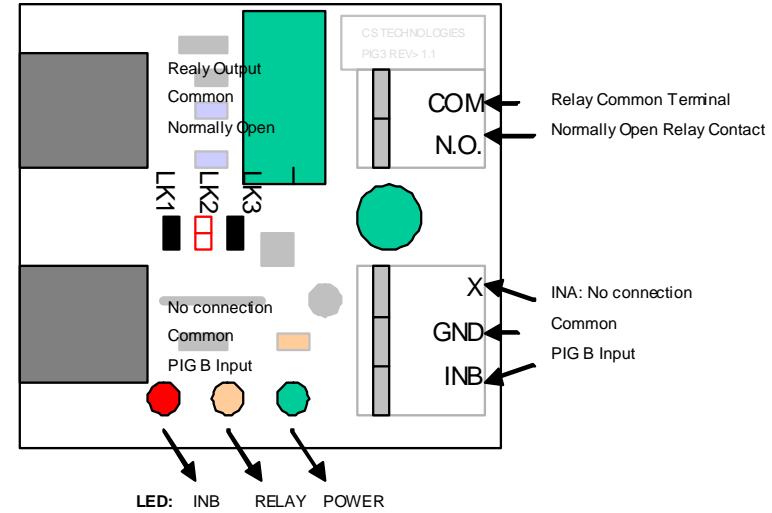 CS TECHNOLOGIES
PIG3 REV> 1.1
Realy Output
Common
Normally Open
COM
N.O.
Relay Common Terminal
Normally Open Relay Contact
LK1
LK2
LK3
X
GND
INB
INA: No connection
Common
PIG B Input
No connection
Common
PIG B Input
LED: INB RELAY POWER